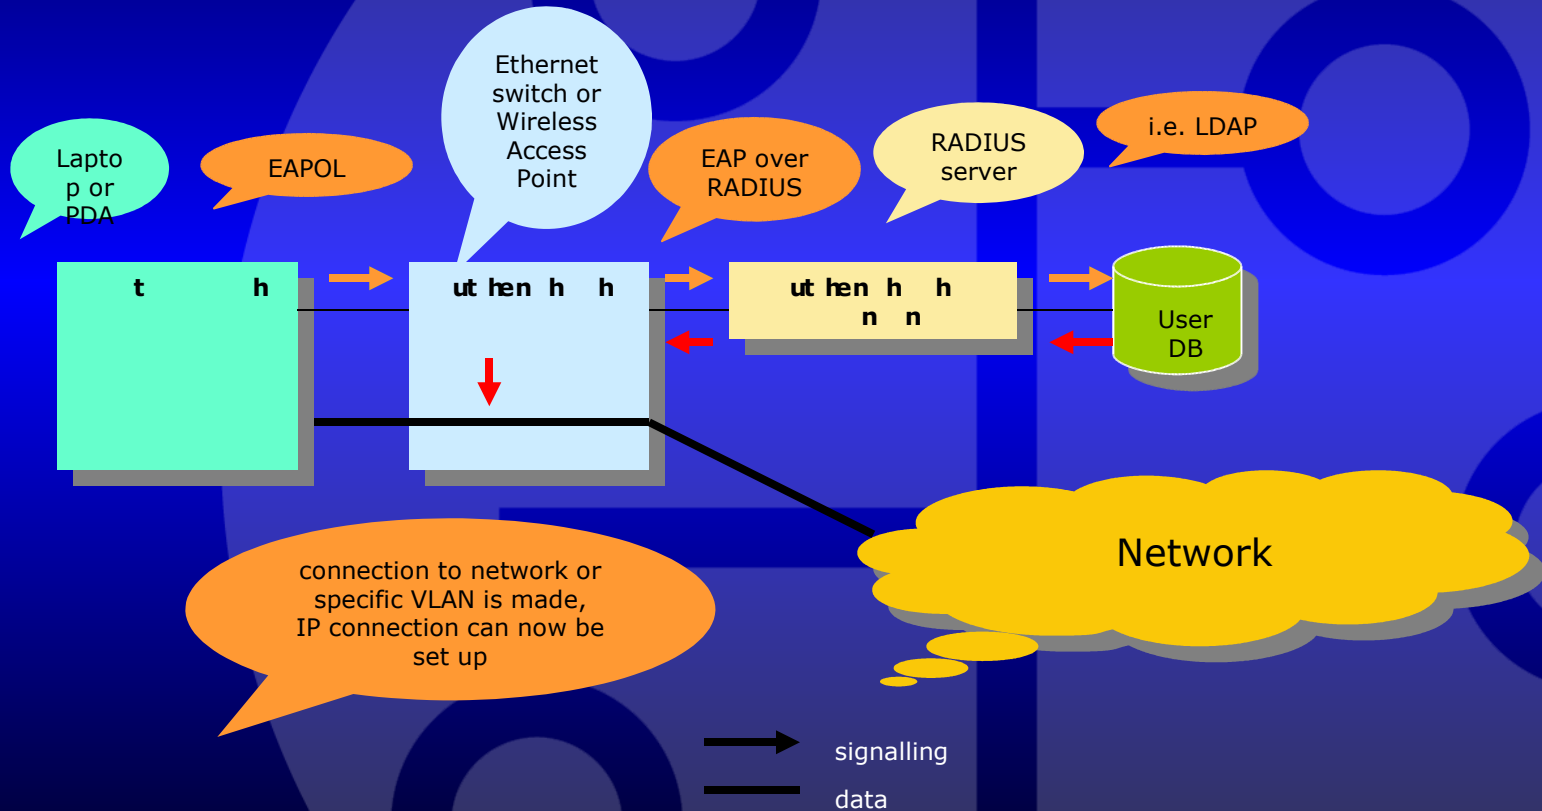 Ethernet
switch or
Wireless
Access
Point
Lapto
p or
PDA
EAPOL
EAP over
RADIUS
RADIUS
server
i.e. LDAP
User
DB
Network
connection to network or
specific VLAN is made,
IP connection can now be
set up
signalling
data